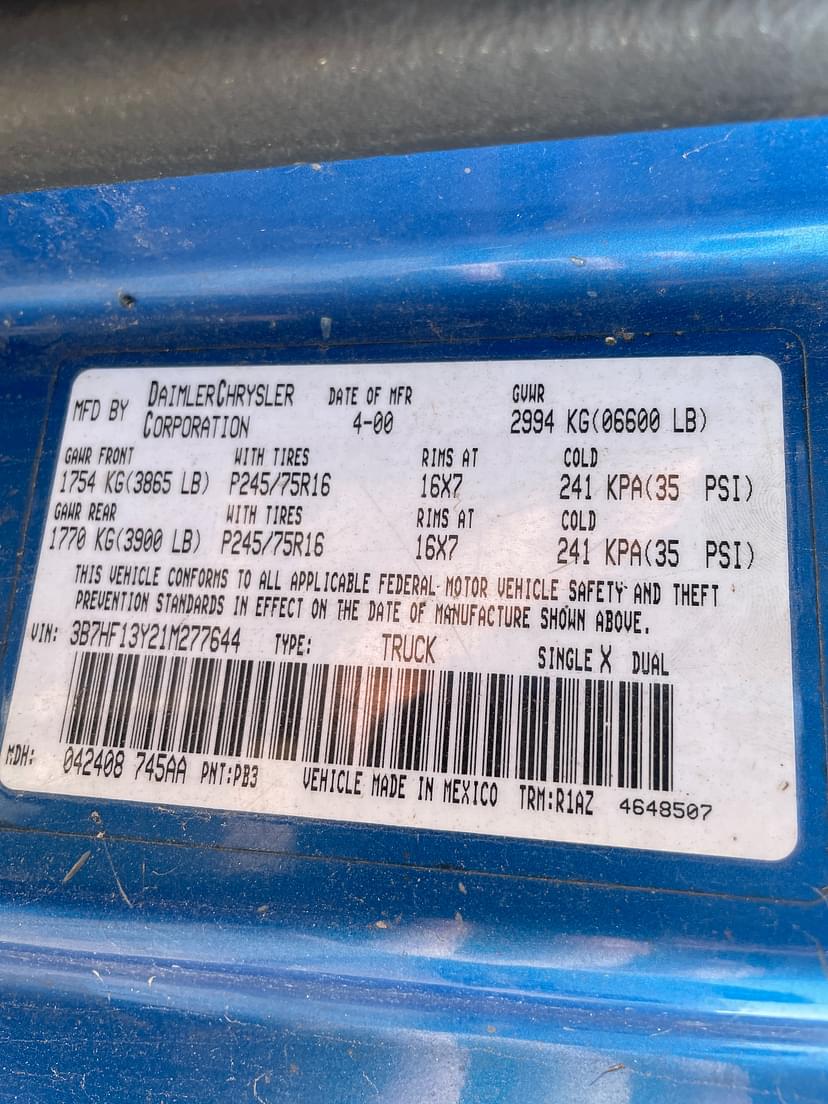 MFD BY DAIMLERCHRYSLER CORPORATION DATE OF MFR 4-00 GVWR 2994 KG(06600 LB)
GAWR FRONT WITH TIRES RIMS AT COLD
1754 KG(3865 LB) P245/75R16 16X7 241 KPA(35 PSI)
GAWR REAR WITH TIRES RIMS AT COLD
1770 KG(3900 LB) P245/75R16 16X7 241 KPA(35 PSI)
THIS VEHICLE CONFORMS TO ALL APPLICABLE FEDERAL MOTOR VEHICLE SAFETY AND THEFT
PREVENTION STANDARDS IN EFFECT ON THE DATE OF MANUFACTURE SHOWN ABOVE.
VIN: 3B7HF13Y21M277644 TYPE: TRUCK SINGLE X DUAL
MDH: 042408 745AA PNT:PB3 VEHICLE MADE IN MEXICO TRM:R1AZ 4648507